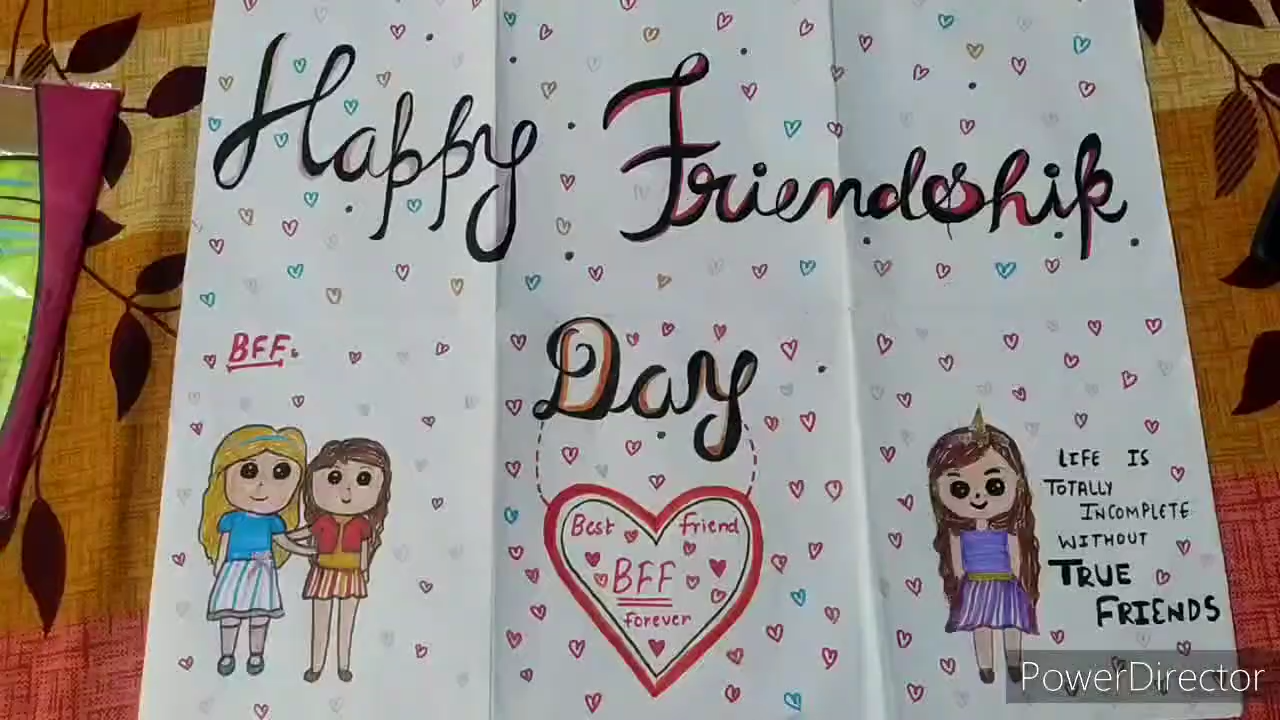 Happy Friendship
Day
BFF.
Best friend
BFF
forever
LIFE IS
TOTALLY
INCOMPLETE
WITHOUT
TRUE
FRIENDS
PowerDirector